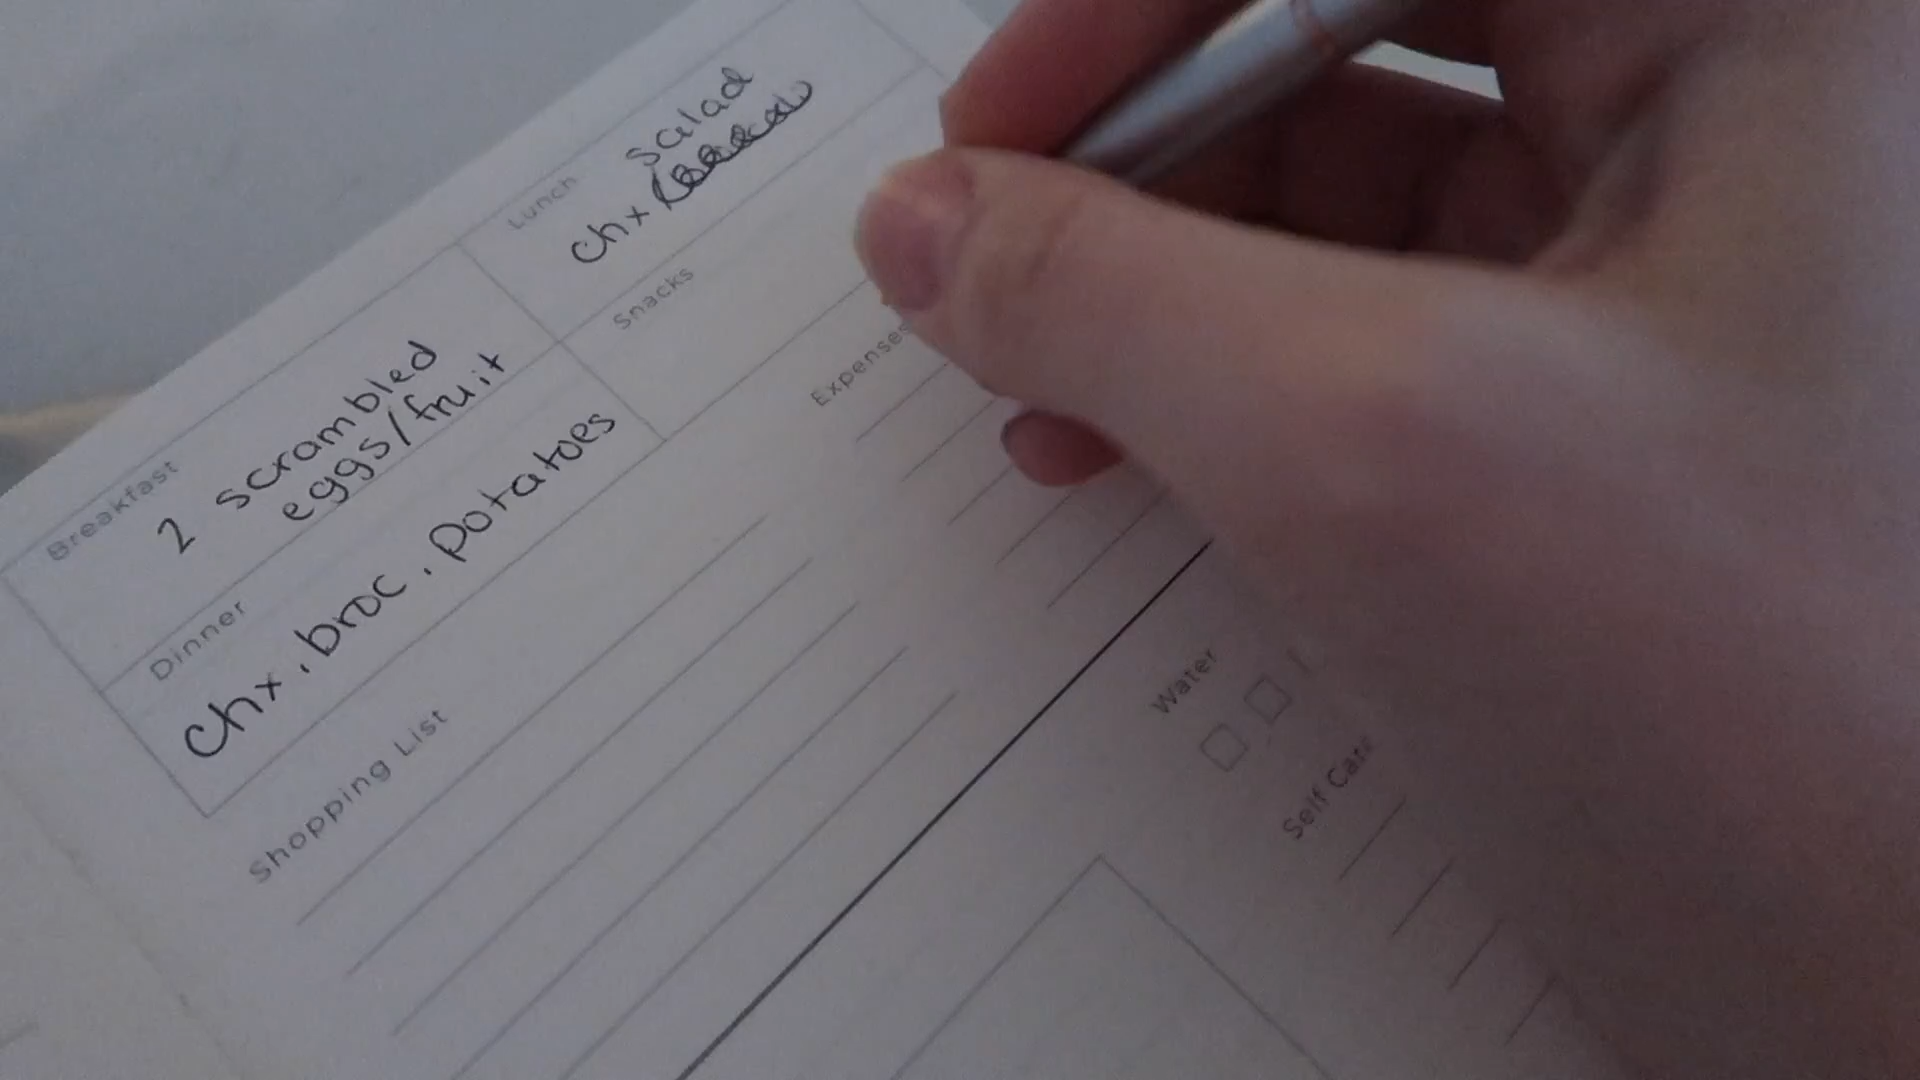 Breakfast
2 scrambled
eggs/fruit
Lunch
salad
chx
Dinner
chx. broc. potatoes
Snacks
Shopping List
Expenses
Water
Self Care